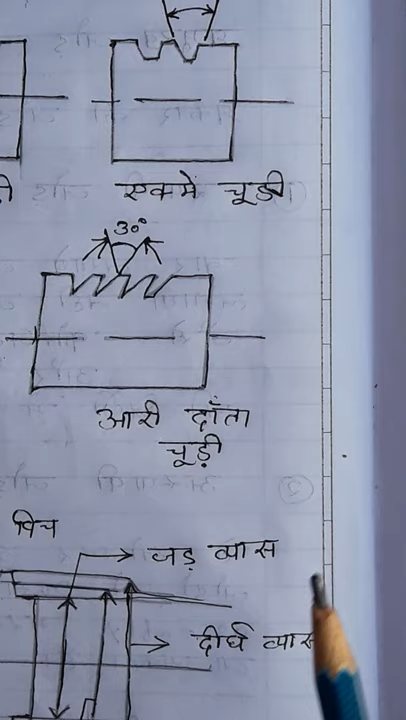 एकमे चूडी
30°
आरी दाँता
चूड़ी
पिच
जड़ व्यास
दीर्घ व्यास